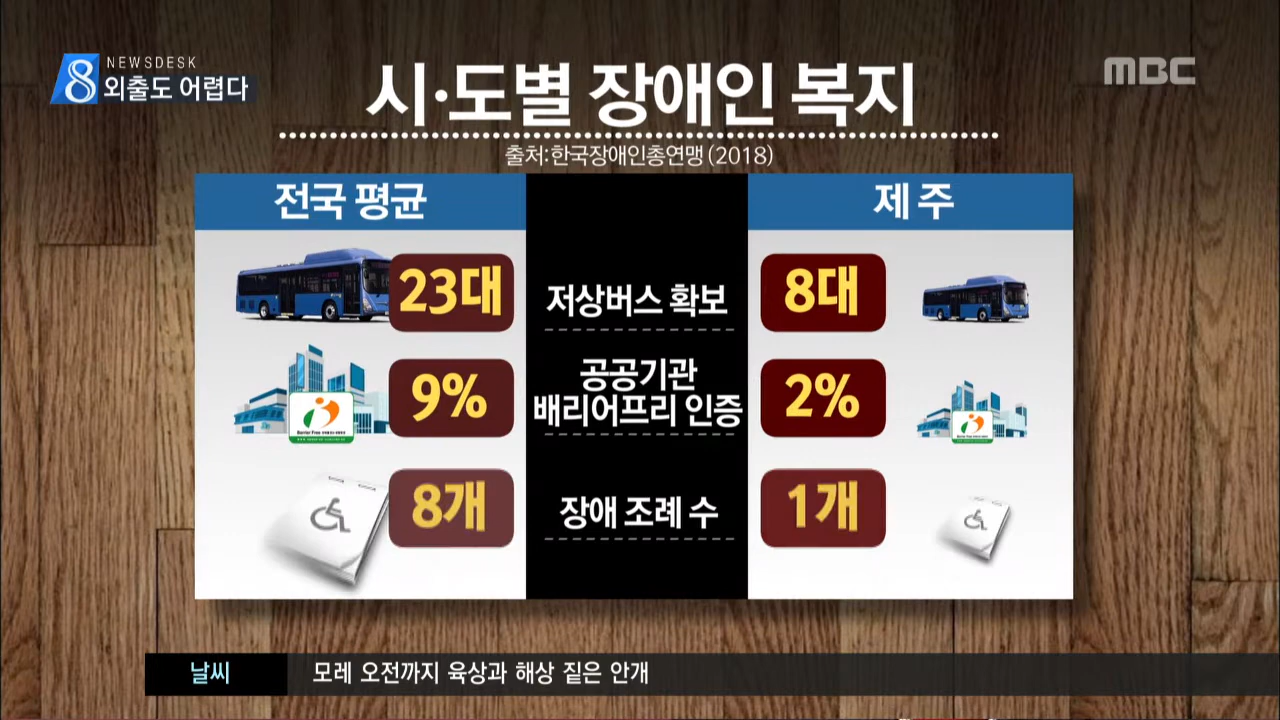 8 NEWSDESK
외출도 어렵다
MBC
시·도별 장애인 복지
출처:한국장애인총연맹(2018)
전국 평균
제주
23대
저상버스 확보
8대
9%
공공기관
배리어프리 인증
2%
8개
장애 조례 수
1개
Barrier Free
날씨
모레 오전까지 육상과 해상 짙은 안개